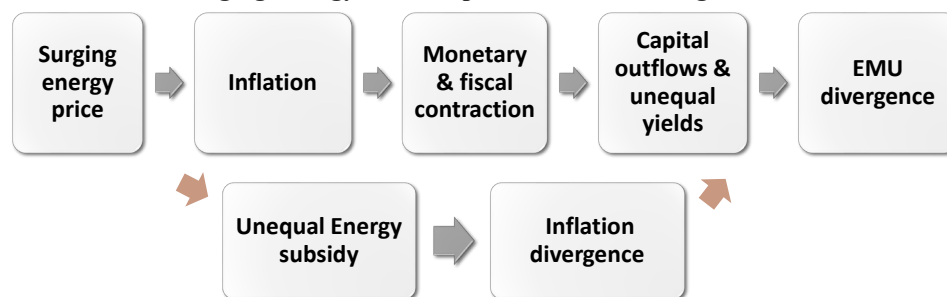 Surging
energy
price
Inflation
Monetary
& fiscal
contraction
Capital
outflows &
unequal
yields
EMU
divergence
Unequal Energy
subsidy
Inflation
divergence